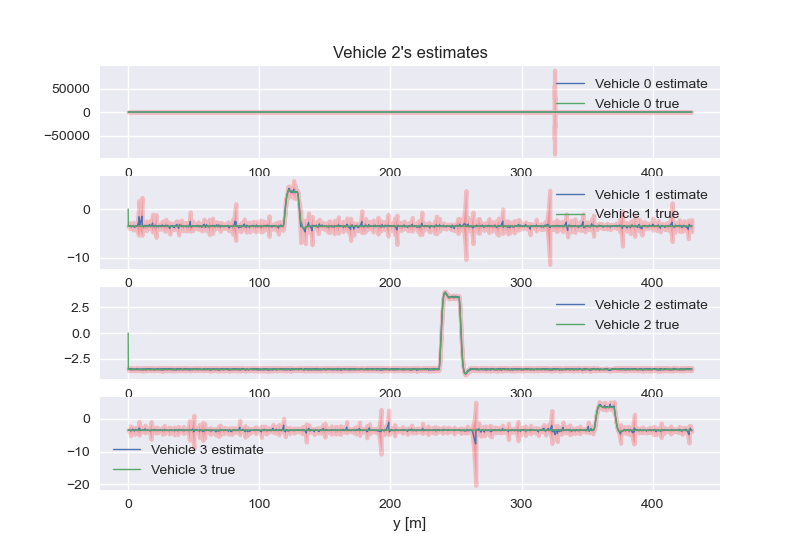 Vehicle 2's estimates
50000
0
−50000
Vehicle 0 estimate
Vehicle 0 true
0 100 200 300 400
0
−10
Vehicle 1 estimate
Vehicle 1 true
0 100 200 300 400
2.5
0.0
−2.5
Vehicle 2 estimate
Vehicle 2 true
0 100 200 300 400
0
−10
−20
Vehicle 3 estimate
Vehicle 3 true
0 100 200 300 400
y [m]